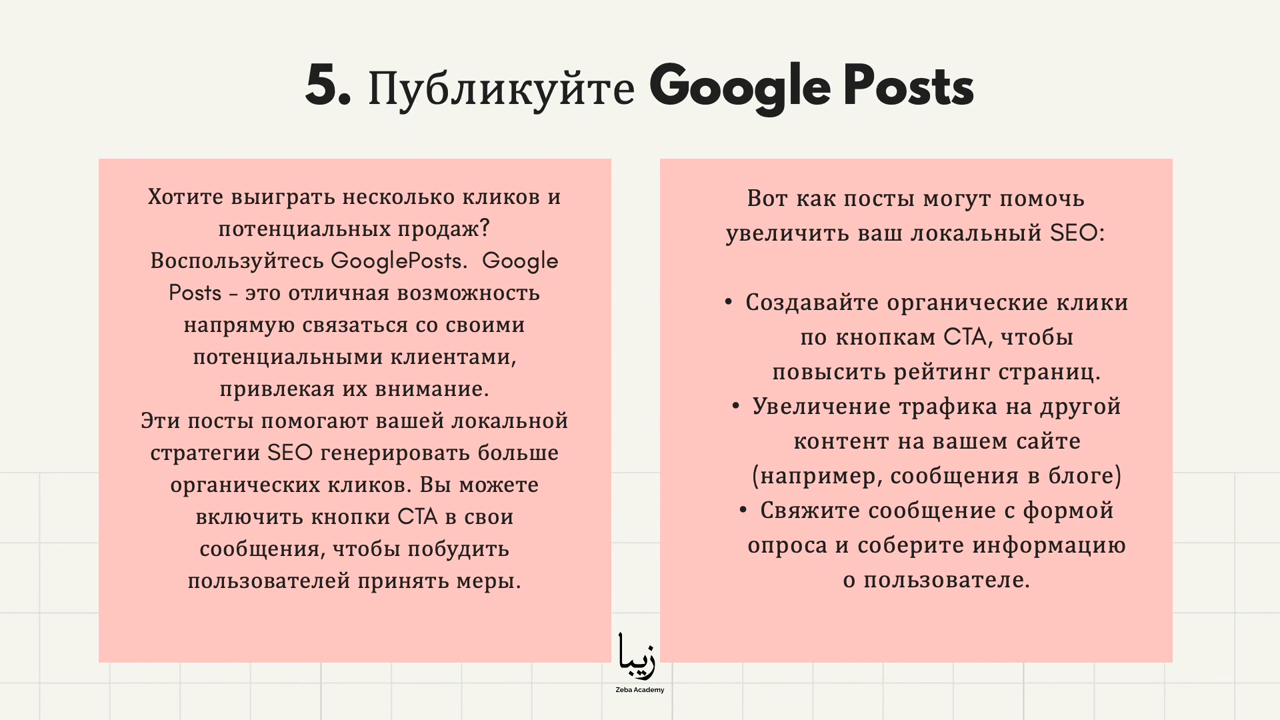 5. Публикуйте Google Posts
Хотите выиграть несколько кликов и
потенциальных продаж?
Воспользуйтесь GooglePosts.  Google
Posts – это отличная возможность
напрямую связаться со своими
потенциальными клиентами,
привлекая их внимание.
Эти посты помогают вашей локальной
стратегии SEO генерировать больше
органических кликов. Вы можете
включить кнопки CTA в свои
сообщения, чтобы побудить
пользователей принять меры.
Вот как посты могут помочь
увеличить ваш локальный SEO:
• Создавайте органические клики
по кнопкам CTA, чтобы
повысить рейтинг страниц.
• Увеличение трафика на другой
контент на вашем сайте
(например, сообщения в блоге)
• Свяжите сообщение с формой
опроса и соберите информацию
о пользователе.
زیبا
Zeba Academy